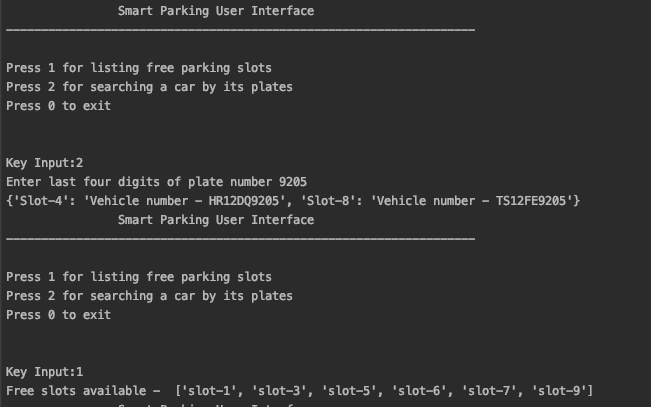 Smart Parking User Interface
Press 1 for listing free parking slots
Press 2 for searching a car by its plates
Press 0 to exit
Key Input:2
Enter last four digits of plate number 9205
{'Slot-4': 'Vehicle number - HR12DQ9205', 'Slot-8': 'Vehicle number - TS12FE9205'}
Smart Parking User Interface
Press 1 for listing free parking slots
Press 2 for searching a car by its plates
Press 0 to exit
Key Input:1
Free slots available -  ['slot-1', 'slot-3', 'slot-5', 'slot-6', 'slot-7', 'slot-9']
Smart Parking User Interface